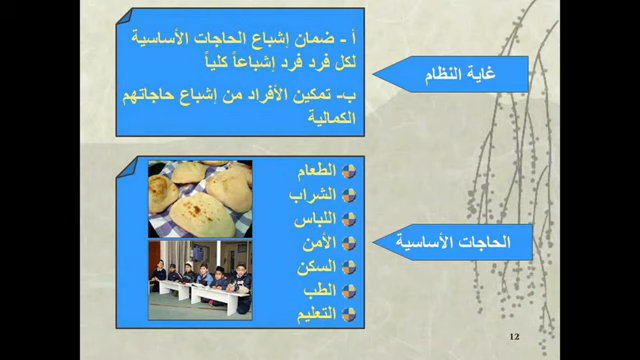 غاية النظام
أ - ضمان إشباع الحاجات الأساسية
لكل فرد فرد إشباعاً كلياً
ب- تمكين الأفراد من إشباع حاجاتهم
الكمالية
الحاجات الأساسية
الطعام
الشراب
اللباس
الأمن
السكن
الطب
التعليم
12